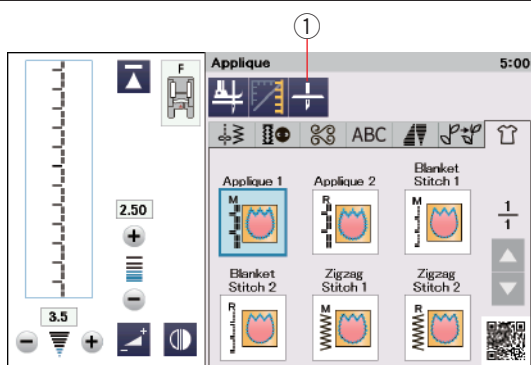 1
F
Applique
5:00
ABC
2.50
3.5
Applique 1
Applique 2
Blanket
Stitch 1
M
R
M
1
1
Blanket
Stitch 2
Zigzag
Stitch 1
Zigzag
Stitch 2
R
M
R